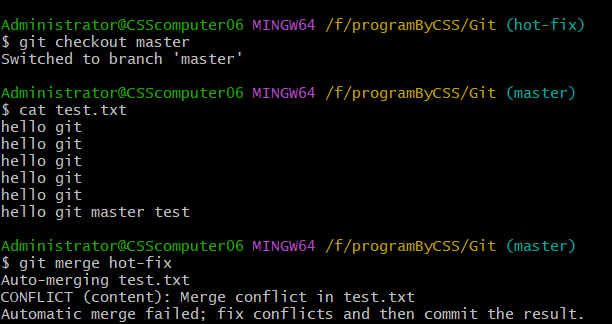 Administrator@CSScomputer06 MINGW64 /f/programByCSS/Git (hot-fix)
$ git checkout master
Switched to branch 'master'
Administrator@CSScomputer06 MINGW64 /f/programByCSS/Git (master)
$ cat test.txt
hello git
hello git
hello git
hello git
hello git
hello git master test
Administrator@CSScomputer06 MINGW64 /f/programByCSS/Git (master)
$ git merge hot-fix
Auto-merging test.txt
CONFLICT (content): Merge conflict in test.txt
Automatic merge failed; fix conflicts and then commit the result.